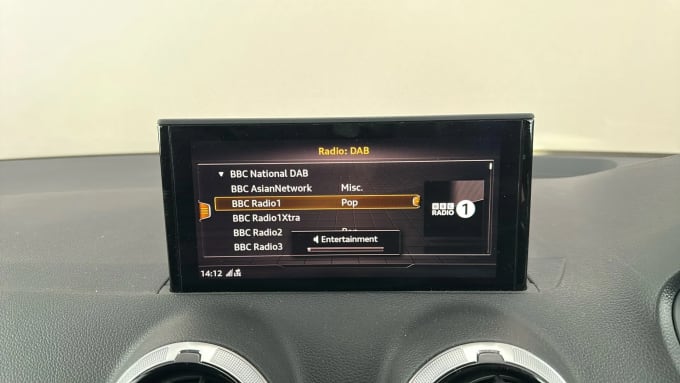 Radio: DAB
▼ BBC National DAB
BBC AsianNetwork Misc.
BBC Radio1 Pop
BBC Radio1Xtra
BBC Radio2
BBC Radio3
Entertainment
BBC
RADIO 1
14:12